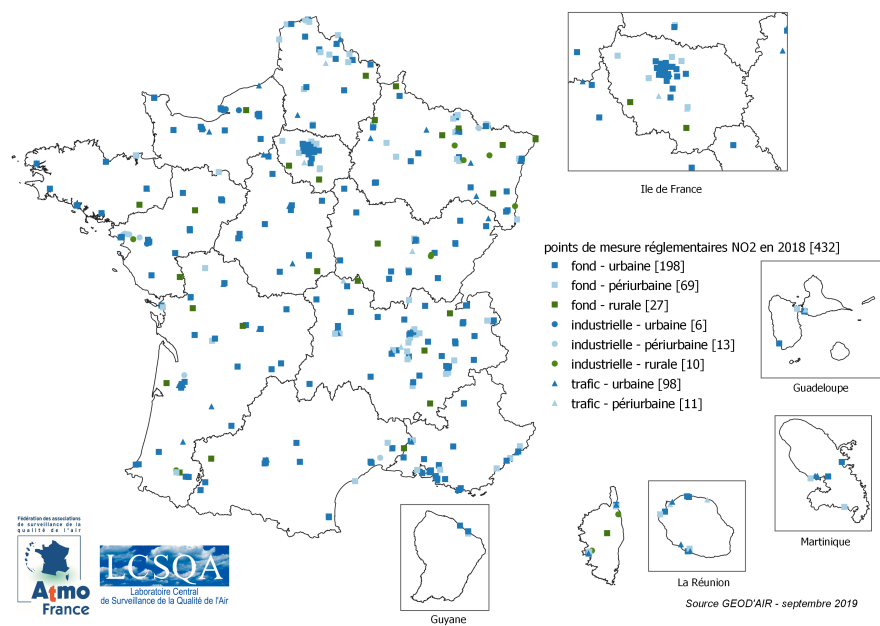 Ile de France
points de mesure réglementaires NO2 en 2018 [432]
fond - urbaine [198]
fond - périurbaine [69]
fond - rurale [27]
industrielle - urbaine [6]
industrielle - périurbaine [13]
industrielle - rurale [10]
trafic - urbaine [98]
trafic - périurbaine [11]
Guadeloupe
Martinique
La Réunion
Guyane
Source GEOD'AIR - septembre 2019
Fédération des associations
de surveillance de la
qualité de l'air
Atmo
France
LCSQA
Laboratoire Central
de Surveillance de la Qualité de l'Air